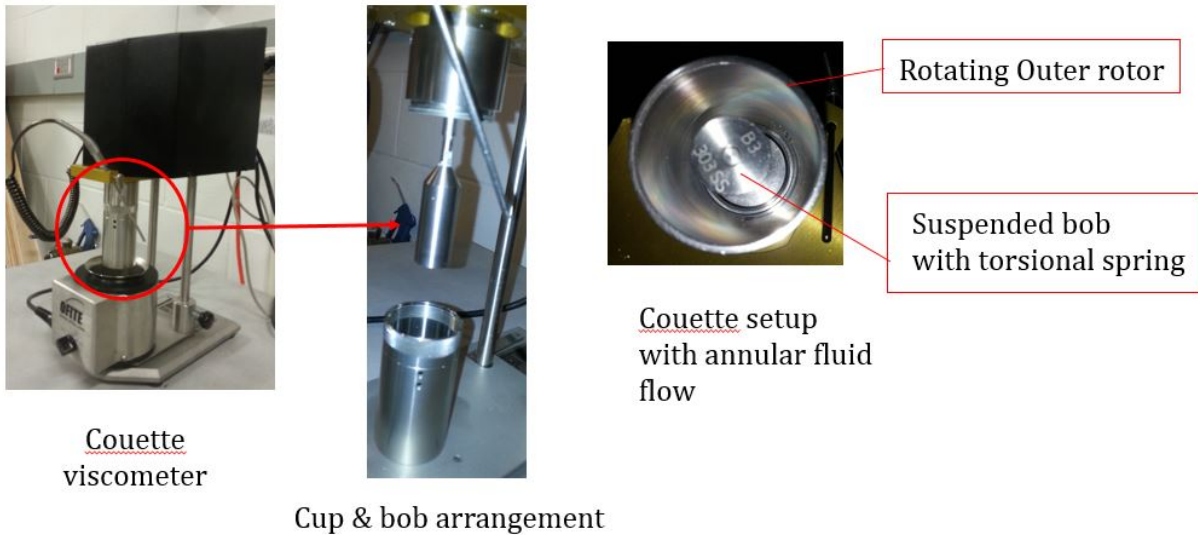 Rotating Outer rotor
B3
303 SS
Suspended bob
with torsional spring
Couette setup
with annular fluid
flow
OFITE
Couette
viscometer
Cup & bob arrangement